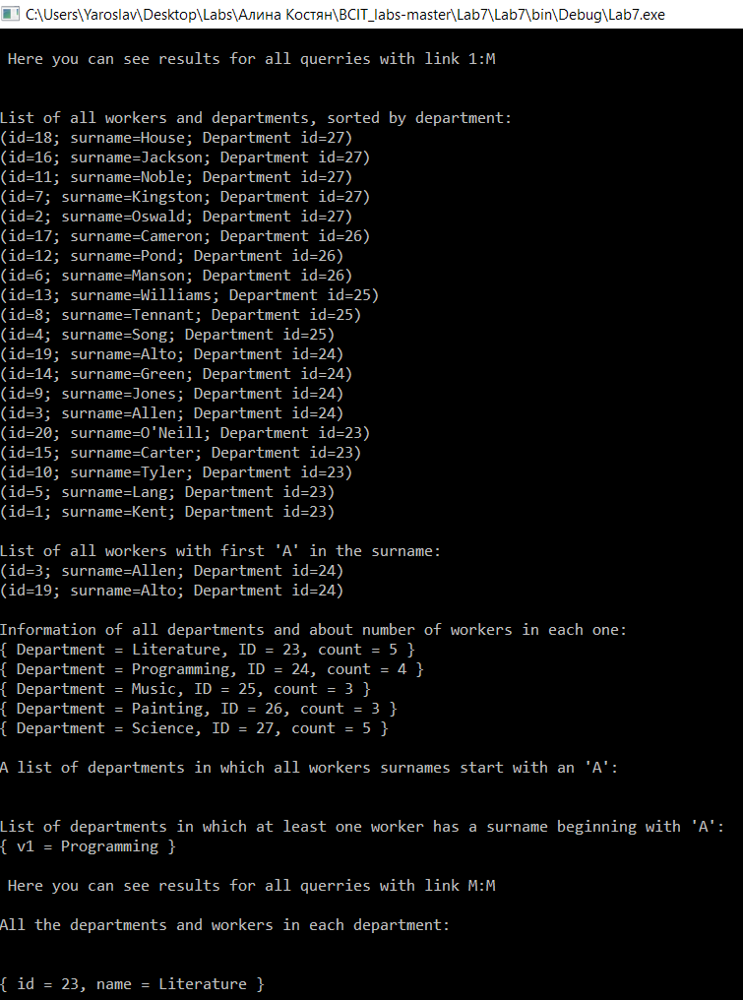 C:\Users\Yaroslav\Desktop\Labs\Алина Костян\BCIT_labs-master\Lab7\Lab7\bin\Debug\Lab7.exe
Here you can see results for all querries with link 1:M
List of all workers and departments, sorted by department:
(id=18; surname=House; Department id=27)
(id=16; surname=Jackson; Department id=27)
(id=11; surname=Noble; Department id=27)
(id=7; surname=Kingston; Department id=27)
(id=2; surname=Oswald; Department id=27)
(id=17; surname=Cameron; Department id=26)
(id=12; surname=Pond; Department id=26)
(id=6; surname=Manson; Department id=26)
(id=13; surname=Williams; Department id=25)
(id=8; surname=Tennant; Department id=25)
(id=4; surname=Song; Department id=25)
(id=19; surname=Alto; Department id=24)
(id=14; surname=Green; Department id=24)
(id=9; surname=Jones; Department id=24)
(id=3; surname=Allen; Department id=24)
(id=20; surname=O'Neill; Department id=23)
(id=15; surname=Carter; Department id=23)
(id=10; surname=Tyler; Department id=23)
(id=5; surname=Lang; Department id=23)
(id=1; surname=Kent; Department id=23)
List of all workers with first 'A' in the surname:
(id=3; surname=Allen; Department id=24)
(id=19; surname=Alto; Department id=24)
Information of all departments and about number of workers in each one:
{ Department = Literature, ID = 23, count = 5 }
{ Department = Programming, ID = 24, count = 4 }
{ Department = Music, ID = 25, count = 3 }
{ Department = Painting, ID = 26, count = 3 }
{ Department = Science, ID = 27, count = 5 }
A list of departments in which all workers surnames start with an 'A':
List of departments in which at least one worker has a surname beginning with 'A':
{ v1 = Programming }
Here you can see results for all querries with link M:M
All the departments and workers in each department:
{ id = 23, name = Literature }